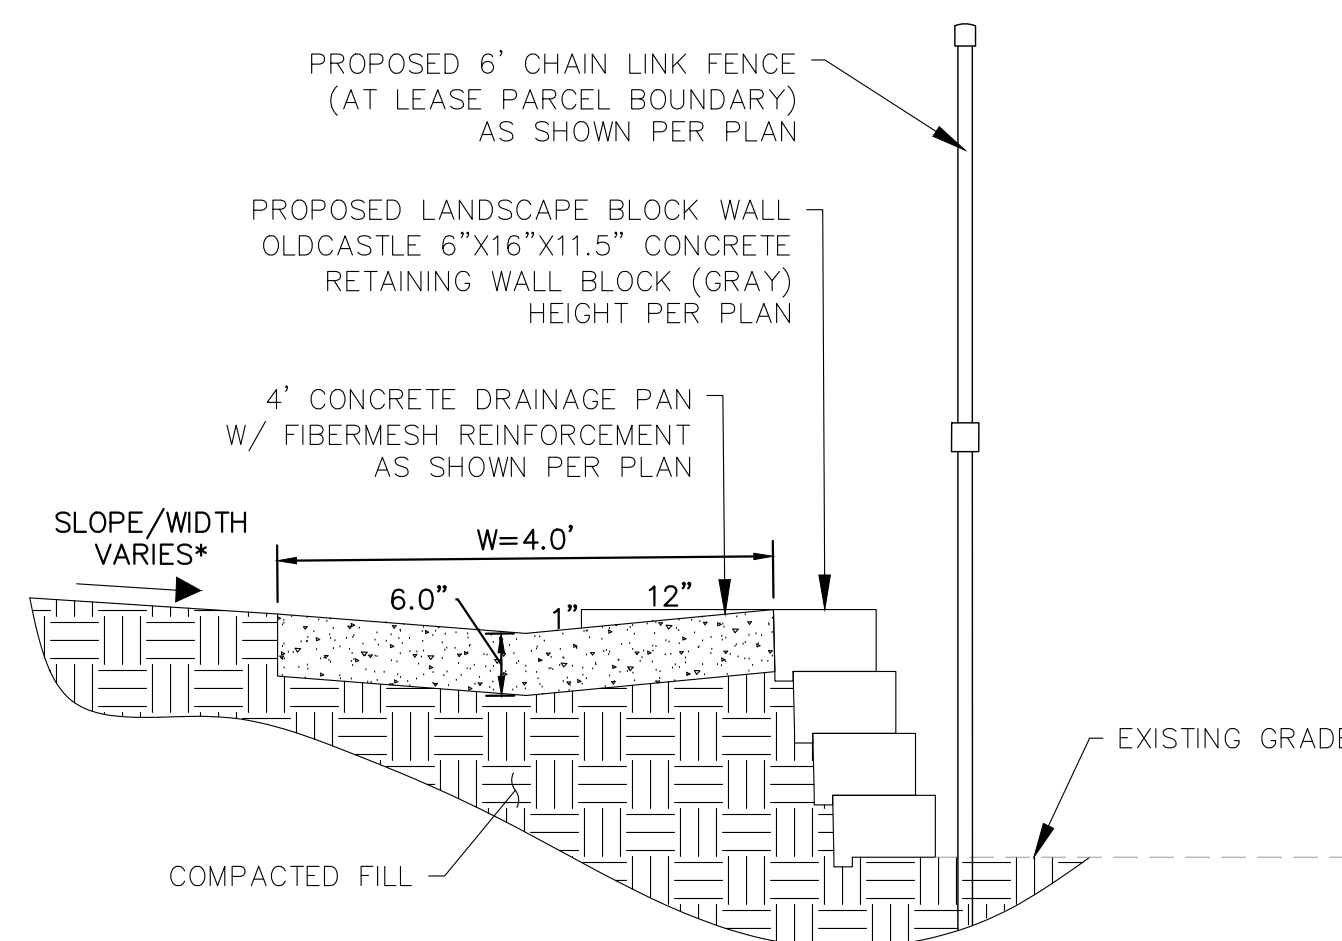 PROPOSED 6' CHAIN LINK FENCE
(AT LEASE PARCEL BOUNDARY)
AS SHOWN PER PLAN
PROPOSED LANDSCAPE BLOCK WALL
OLDCASTLE 6"X16"X11.5" CONCRETE
RETAINING WALL BLOCK (GRAY)
HEIGHT PER PLAN
4' CONCRETE DRAINAGE PAN
W/ FIBERMESH REINFORCEMENT
AS SHOWN PER PLAN
SLOPE/WIDTH
VARIES*
W=4.0'
6.0"
1"
12"
EXISTING GRADE
COMPACTED FILL